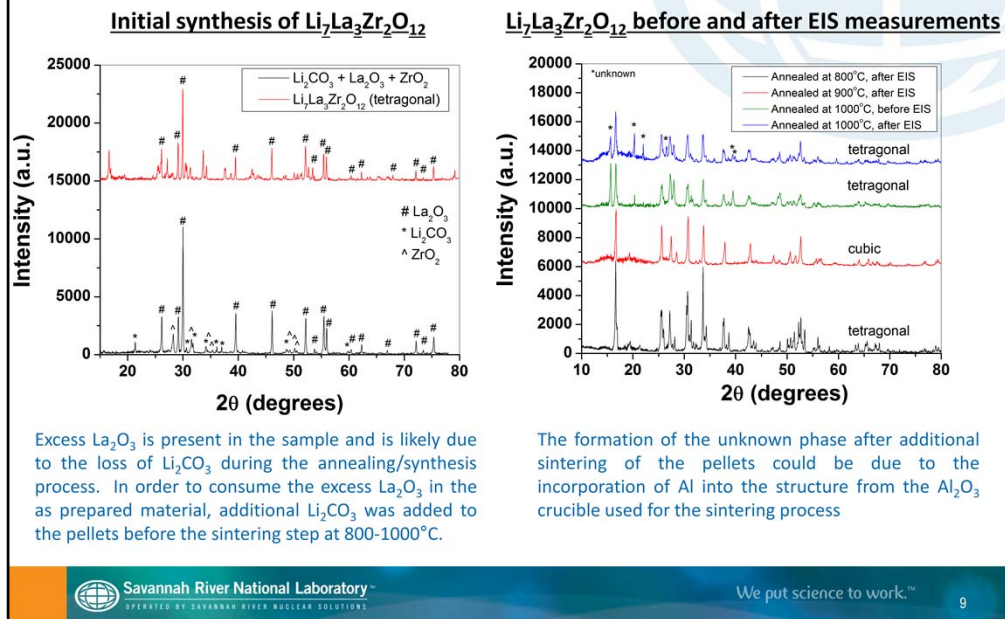 Initial synthesis of Li7La3Zr2O12
Li7La3Zr2O12 before and after EIS measurements
25000
20000
15000
10000
5000
0
Intensity (a.u.)
Li2CO3 + La2O3 + ZrO2
Li7La3Zr2O12 (tetragonal)
# # # # # # # # # # # # # #
# La2O3
* Li2CO3
^ ZrO2
* # ^ # # ^ * * ^ * ^ * * # # * ^ ^ # # # # * # # # # # #
15 20 30 40 50 60 70 80
2θ (degrees)
20000
18000
16000
14000
12000
10000
8000
6000
4000
2000
0
Intensity (a.u.)
*unknown
Annealed at 800°C, after EIS
Annealed at 900°C, after EIS
Annealed at 1000°C, before EIS
Annealed at 1000°C, after EIS
* * * * * *
tetragonal
tetragonal
cubic
tetragonal
10 20 30 40 50 60 70 80
2θ (degrees)
Excess La2O3 is present in the sample and is likely due
to the loss of Li2CO3 during the annealing/synthesis
process. In order to consume the excess La2O3 in the
as prepared material, additional Li2CO3 was added to
the pellets before the sintering step at 800-1000°C.
The formation of the unknown phase after additional
sintering of the pellets could be due to the
incorporation of Al into the structure from the Al2O3
crucible used for the sintering process
Savannah River National Laboratory™
OPERATED BY SAVANNAH RIVER NUCLEAR SOLUTIONS
We put science to work.™
9